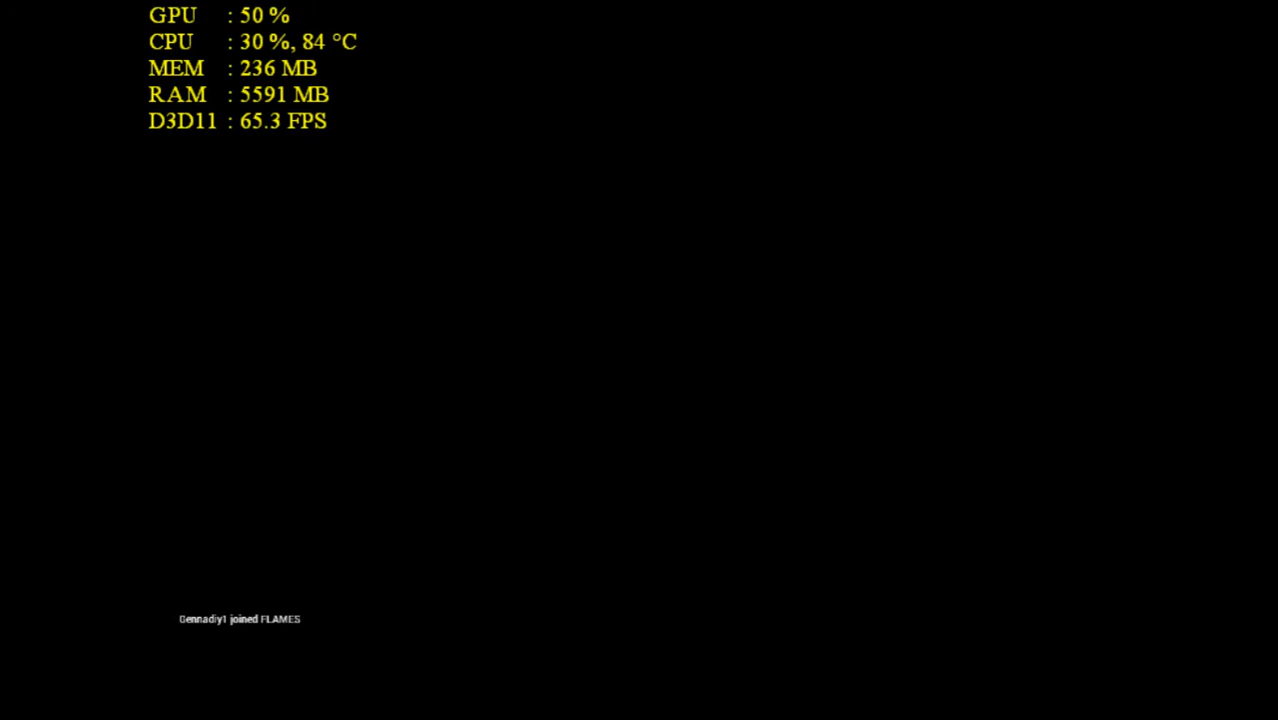 GPU : 50 %
CPU : 30 %, 84 °C
MEM : 236 MB
RAM : 5591 MB
D3D11 : 65.3 FPS
Gennadiy1 joined FLAMES